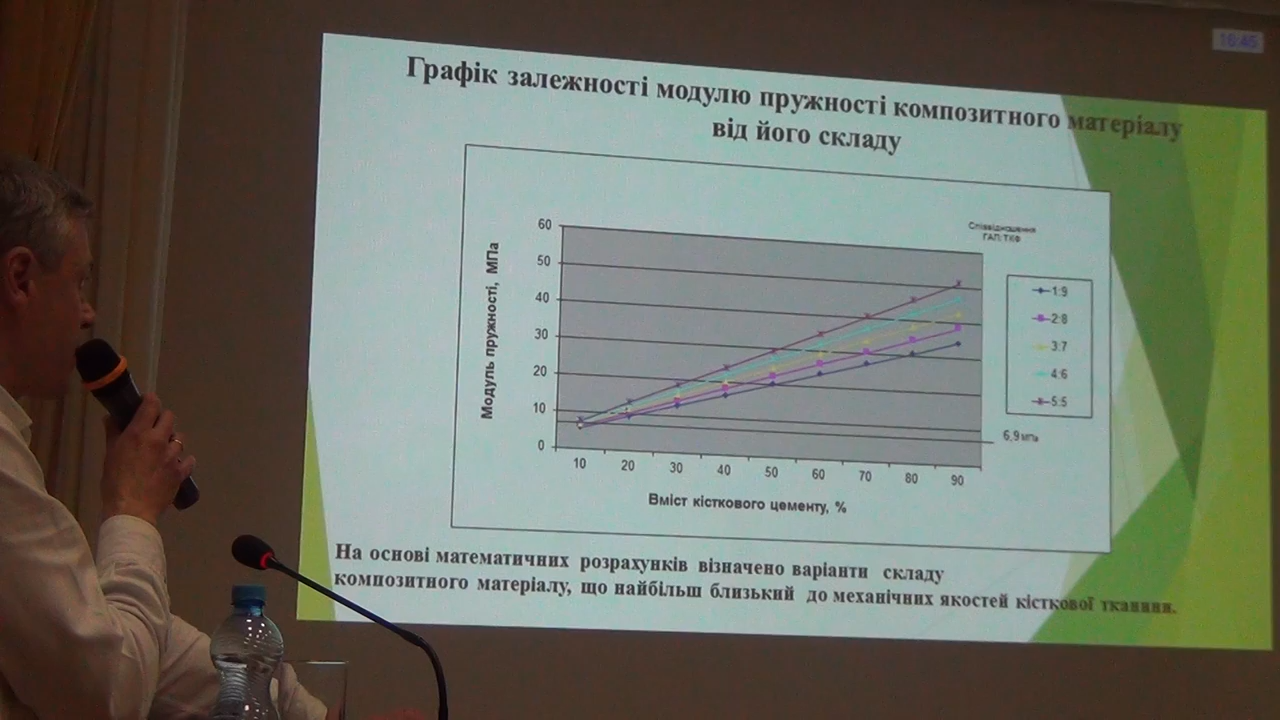 16:45
Графік залежності модулю пружності композитного матеріалу
від його складу
Співвідношення
ГАП:ТКФ
60
50
40
30
20
10
0
Модуль пружності, МПа
1:9
2:8
3:7
4:6
5:5
6,9 мПа
10 20 30 40 50 60 70 80 90
Вміст кісткового цементу, %
На основі математичних розрахунків візначено варіанти складу
композитного матеріалу, що найбільш близький до механічних якостей кісткової тканини.